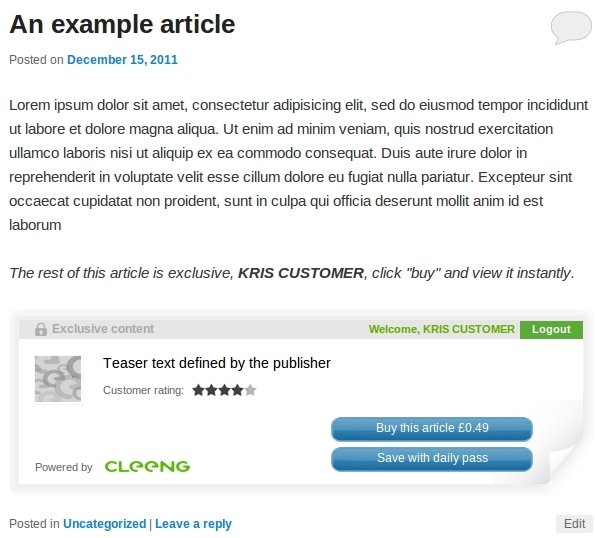 An example article
Posted on December 15, 2011
Lorem ipsum dolor sit amet, consectetur adipisicing elit, sed do eiusmod tempor incididunt
ut labore et dolore magna aliqua. Ut enim ad minim veniam, quis nostrud exercitation
ullamco laboris nisi ut aliquip ex ea commodo consequat. Duis aute irure dolor in
reprehenderit in voluptate velit esse cillum dolore eu fugiat nulla pariatur. Excepteur sint
occaecat cupidatat non proident, sunt in culpa qui officia deserunt mollit anim id est
laborum
The rest of this article is exclusive, KRIS CUSTOMER, click "buy" and view it instantly.
Exclusive content
Welcome, KRIS CUSTOMER
Logout
Teaser text defined by the publisher
Customer rating:
Buy this article £0.49
Save with daily pass
Powered by CLEENG
Posted in Uncategorized | Leave a reply
Edit